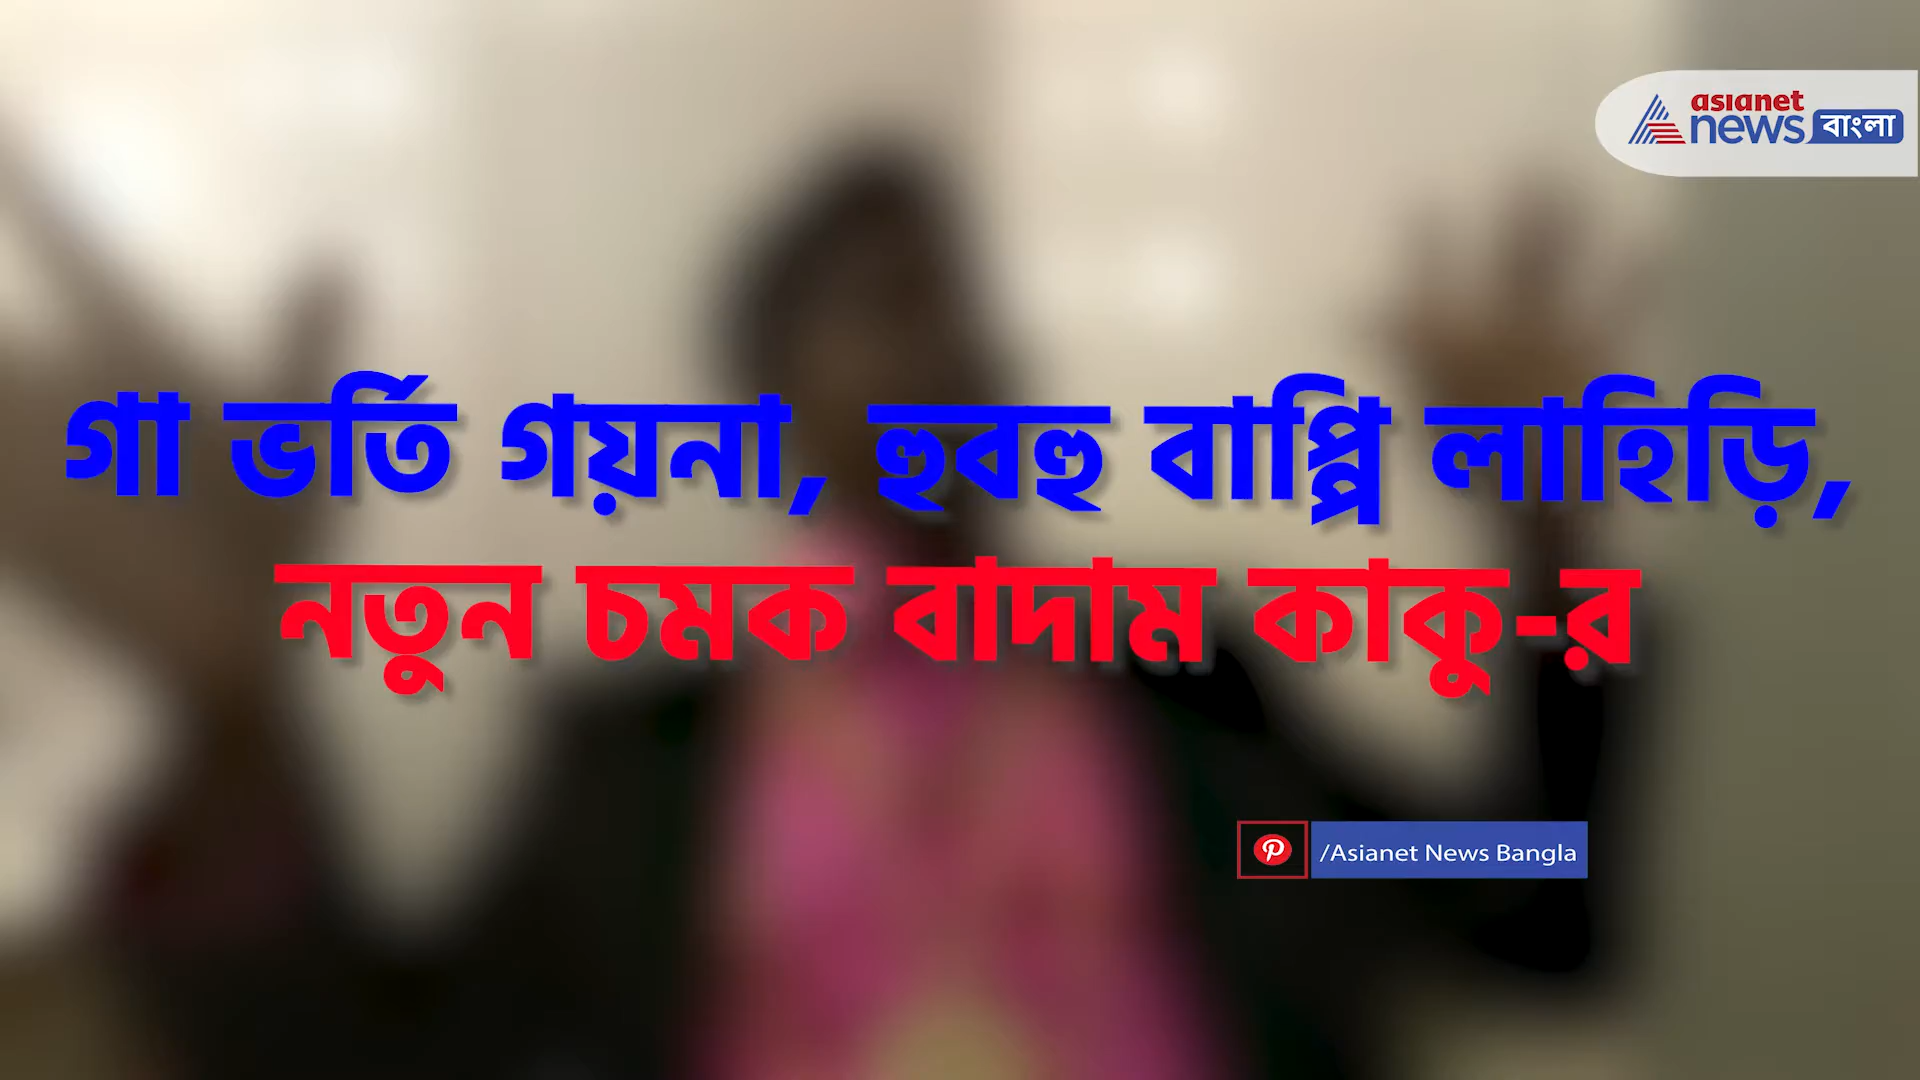 asianet
news বাংলা
গা ভর্তি গয়না, হুবহু বাপ্পি লাহিড়ি,
নতুন চমক বাদাম কাকু-র
/Asianet News Bangla